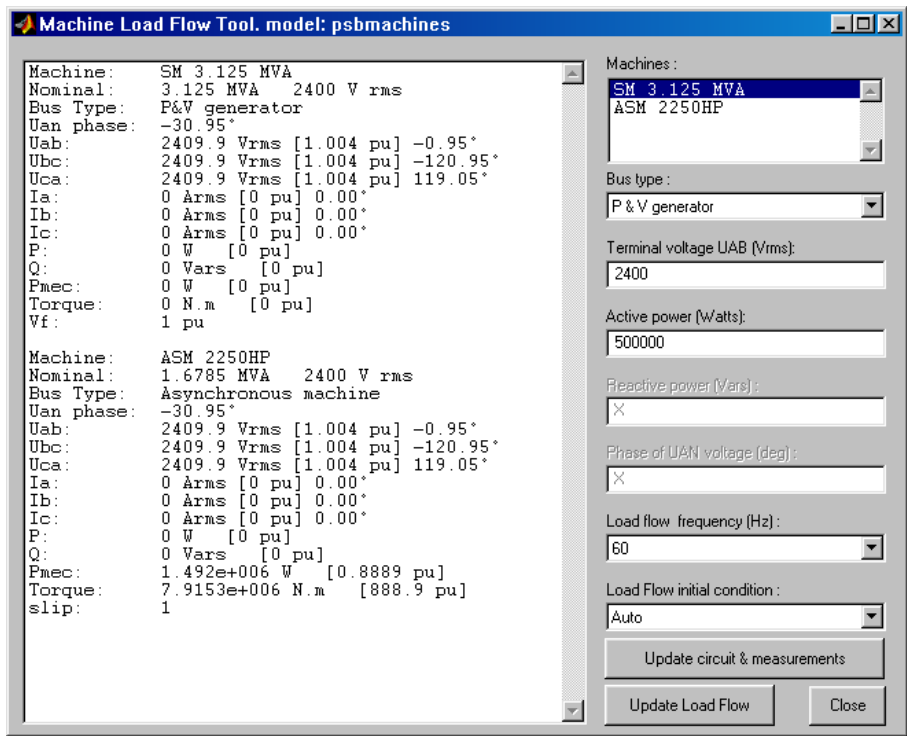 Machine Load Flow Tool. model: psbmachines
Machine: SM 3.125 MVA
Nominal: 3.125 MVA 2400 V rms
Bus Type: P&V generator
Uan phase: -30.95°
Uab: 2409.9 Vrms [1.004 pu] -0.95°
Ubc: 2409.9 Vrms [1.004 pu] -120.95°
Uca: 2409.9 Vrms [1.004 pu] 119.05°
Ia: 0 Arms [0 pu] 0.00°
Ib: 0 Arms [0 pu] 0.00°
Ic: 0 Arms [0 pu] 0.00°
P: 0 W [0 pu]
Q: 0 Vars [0 pu]
Pmec: 0 W [0 pu]
Torque: 0 N.m [0 pu]
Vf: 1 pu
Machine: ASM 2250HP
Nominal: 1.6785 MVA 2400 V rms
Bus Type: Asynchronous machine
Uan phase: -30.95°
Uab: 2409.9 Vrms [1.004 pu] -0.95°
Ubc: 2409.9 Vrms [1.004 pu] -120.95°
Uca: 2409.9 Vrms [1.004 pu] 119.05°
Ia: 0 Arms [0 pu] 0.00°
Ib: 0 Arms [0 pu] 0.00°
Ic: 0 Arms [0 pu] 0.00°
P: 0 W [0 pu]
Q: 0 Vars [0 pu]
Pmec: 1.492e+006 W [0.8889 pu]
Torque: 7.9153e+006 N.m [888.9 pu]
slip: 1
Machines :
SM 3.125 MVA
ASM 2250HP
Bus type :
P & V generator
Terminal voltage UAB (Vrms):
2400
Active power (Watts):
500000
Reactive power (Vars) :
X
Phase of UAN voltage (deg) :
X
Load flow frequency (Hz) :
60
Load Flow initial condition :
Auto
Update circuit & measurements
Update Load Flow
Close